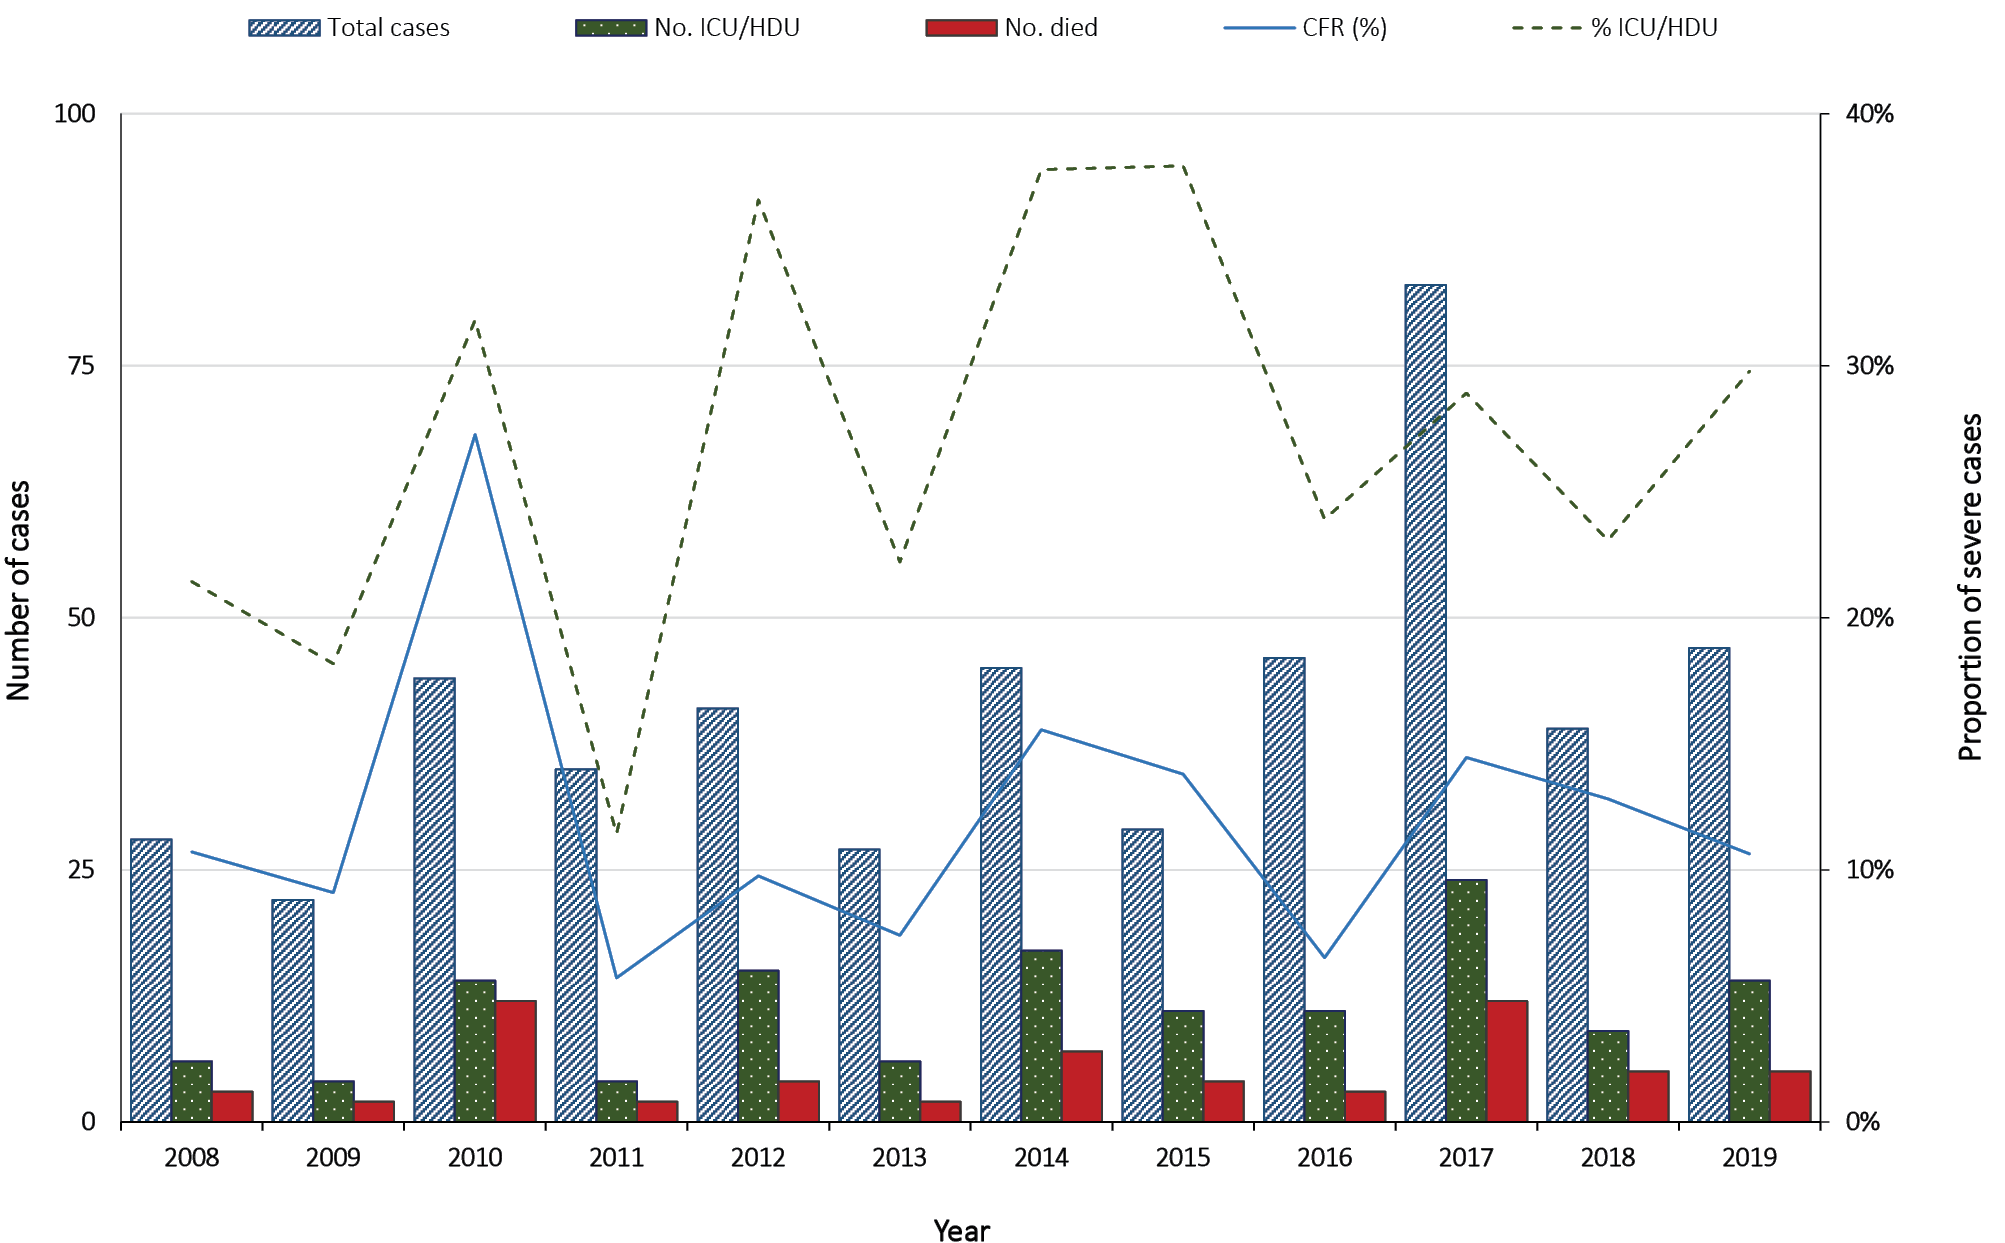 Total cases No. ICU/HDU No. died CFR (%) % ICU/HDU
100 40%
75 30%
50 20%
25 10%
0 0%
Number of cases
Proportion of severe cases
2008 2009 2010 2011 2012 2013 2014 2015 2016 2017 2018 2019
Year